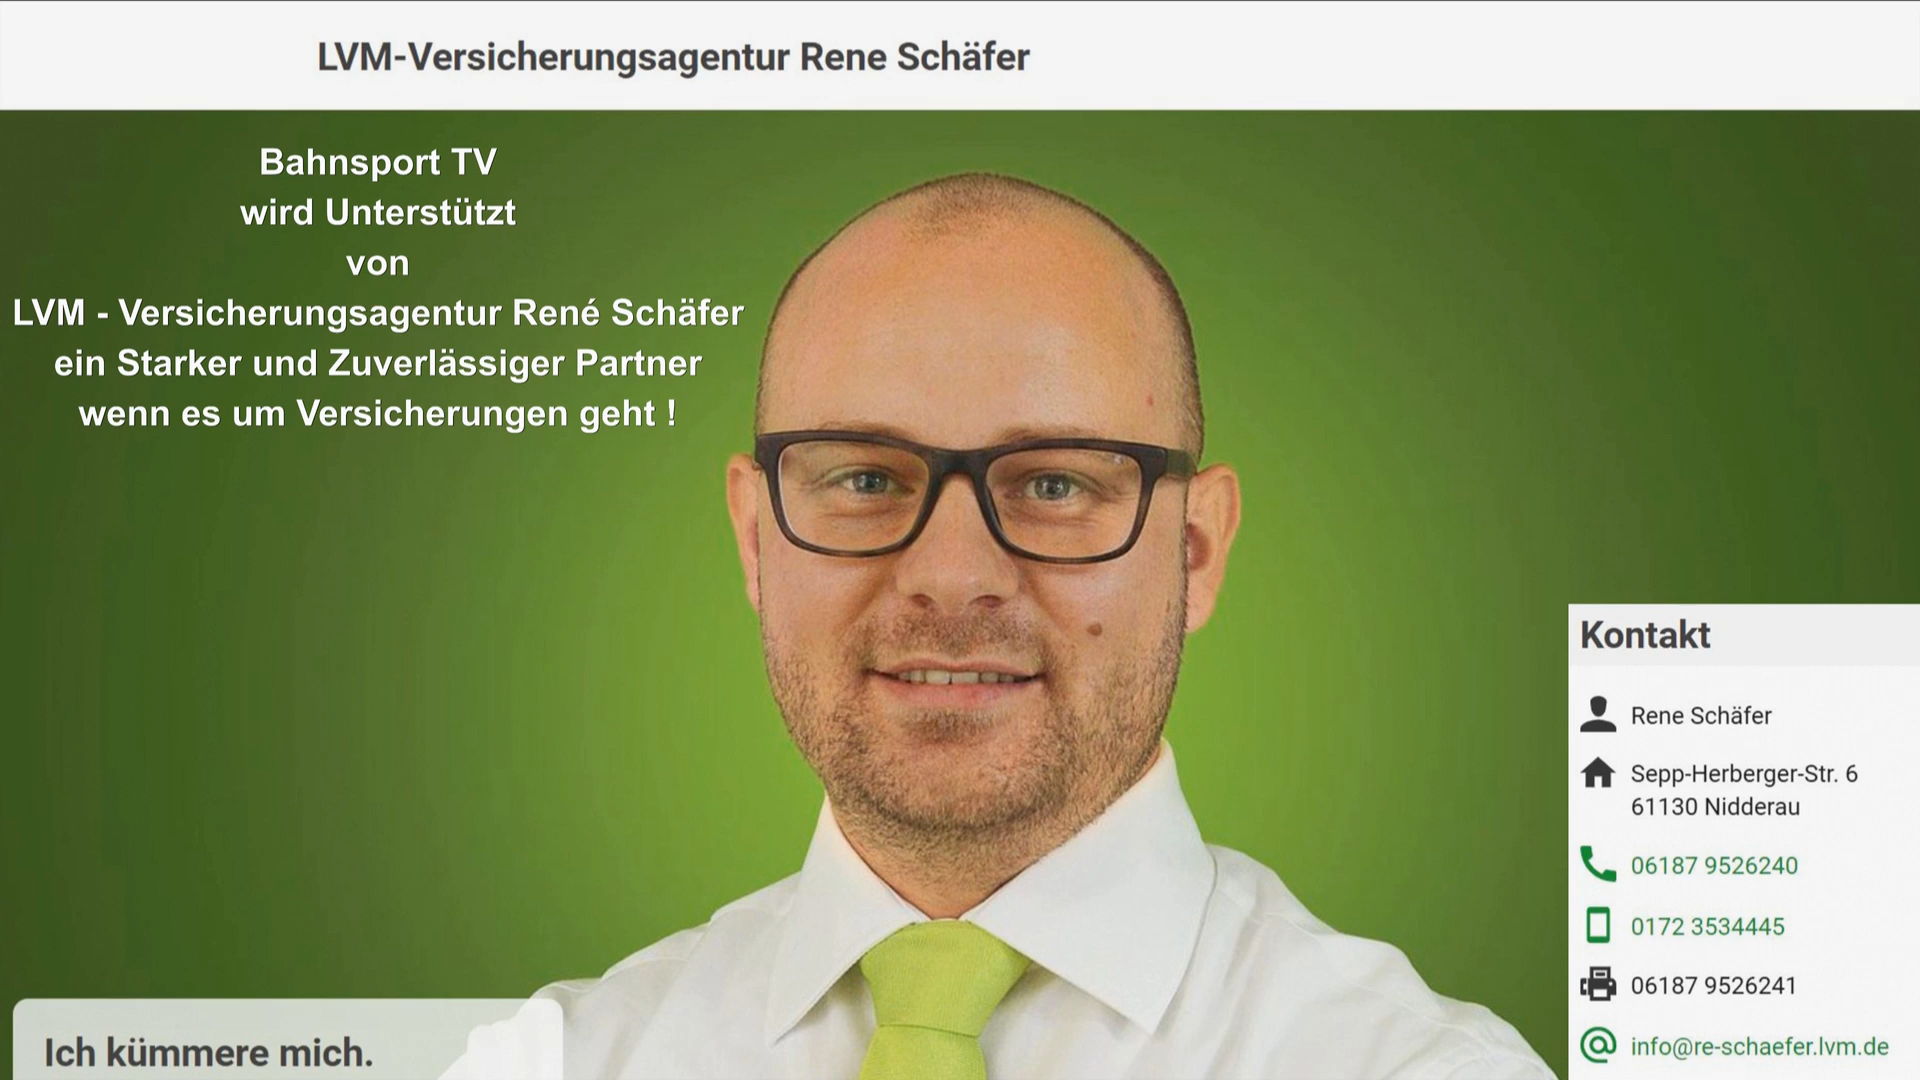 LVM-Versicherungsagentur Rene Schäfer
Bahnsport TV
wird Unterstützt
von
LVM - Versicherungsagentur René Schäfer
ein Starker und Zuverlässiger Partner
wenn es um Versicherungen geht !
Kontakt
Rene Schäfer
Sepp-Herberger-Str. 6
61130 Nidderau
06187 9526240
0172 3534445
06187 9526241
info@re-schaefer.lvm.de
Ich kümmere mich.